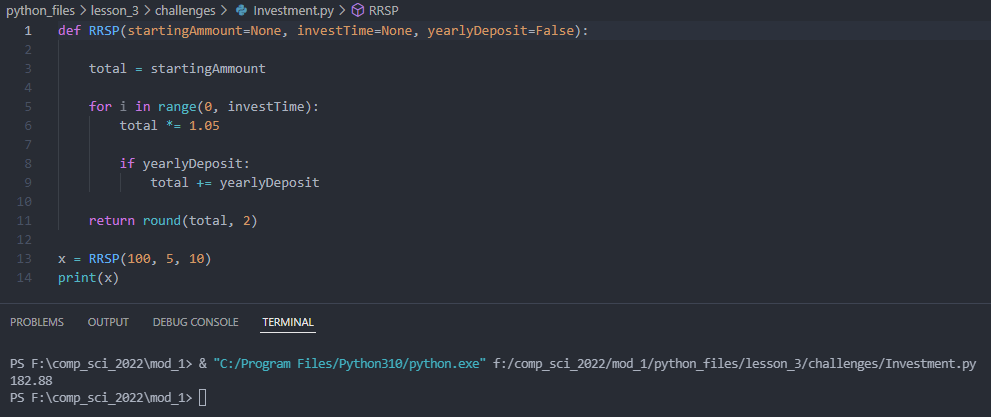 python_files > lesson_3 > challenges > Investment.py > RRSP
1 def RRSP(startingAmmount=None, investTime=None, yearlyDeposit=False):
2
3 total = startingAmmount
4
5 for i in range(0, investTime):
6 total *= 1.05
7
8 if yearlyDeposit:
9 total += yearlyDeposit
10
11 return round(total, 2)
12
13 x = RRSP(100, 5, 10)
14 print(x)
PROBLEMS OUTPUT DEBUG CONSOLE TERMINAL
PS F:\comp_sci_2022\mod_1> & "C:/Program Files/Python310/python.exe" f:/comp_sci_2022/mod_1/python_files/lesson_3/challenges/Investment.py
182.88
PS F:\comp_sci_2022\mod_1>